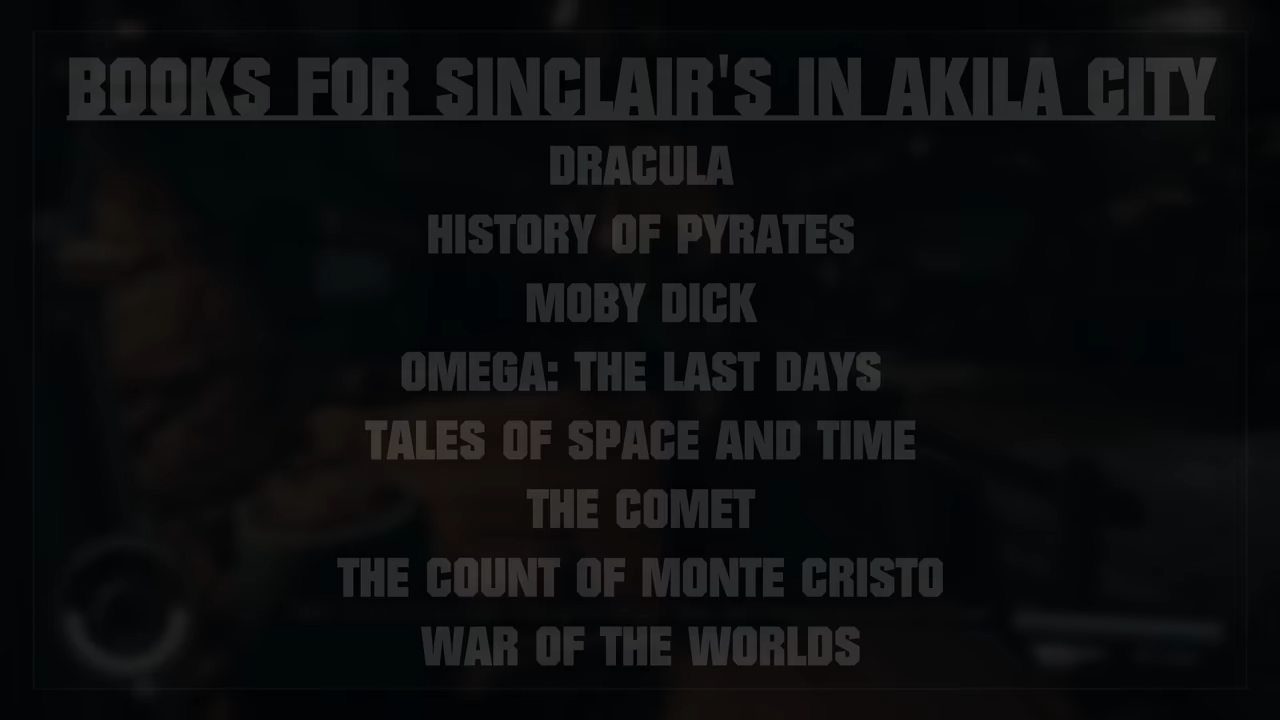 BOOKS FOR SINCLAIR'S IN AKILA CITY
DRACULA
HISTORY OF PYRATES
MOBY DICK
OMEGA: THE LAST DAYS
TALES OF SPACE AND TIME
THE COMET
THE COUNT OF MONTE CRISTO
WAR OF THE WORLDS